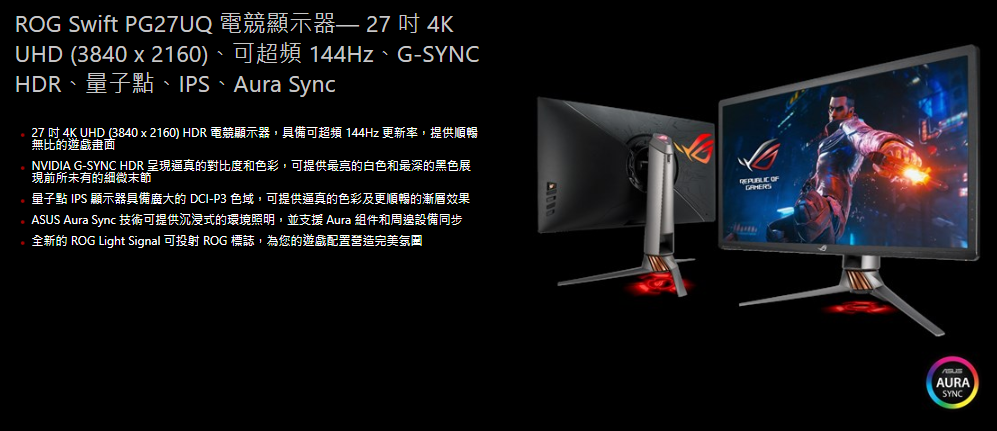 ROG Swift PG27UQ 電競顯示器— 27 吋 4K
UHD (3840 x 2160)、可超頻 144Hz、G-SYNC
HDR、量子點、IPS、Aura Sync
27 吋 4K UHD (3840 x 2160) HDR 電競顯示器，具備可超頻 144Hz 更新率，提供順暢
無比的遊戲畫面
NVIDIA G-SYNC HDR 呈現逼真的對比度和色彩，可提供最亮的白色和最深的黑色展
現前所未有的細微末節
量子點 IPS 顯示器具備廣大的 DCI-P3 色域，可提供逼真的色彩及更順暢的漸層效果
ASUS Aura Sync 技術可提供沉浸式的環境照明，並支援 Aura 組件和周邊設備同步
全新的 ROG Light Signal 可投射 ROG 標誌，為您的遊戲配置營造完美氛圍
REPUBLIC OF
GAMERS
ASUS
AURA
SYNC